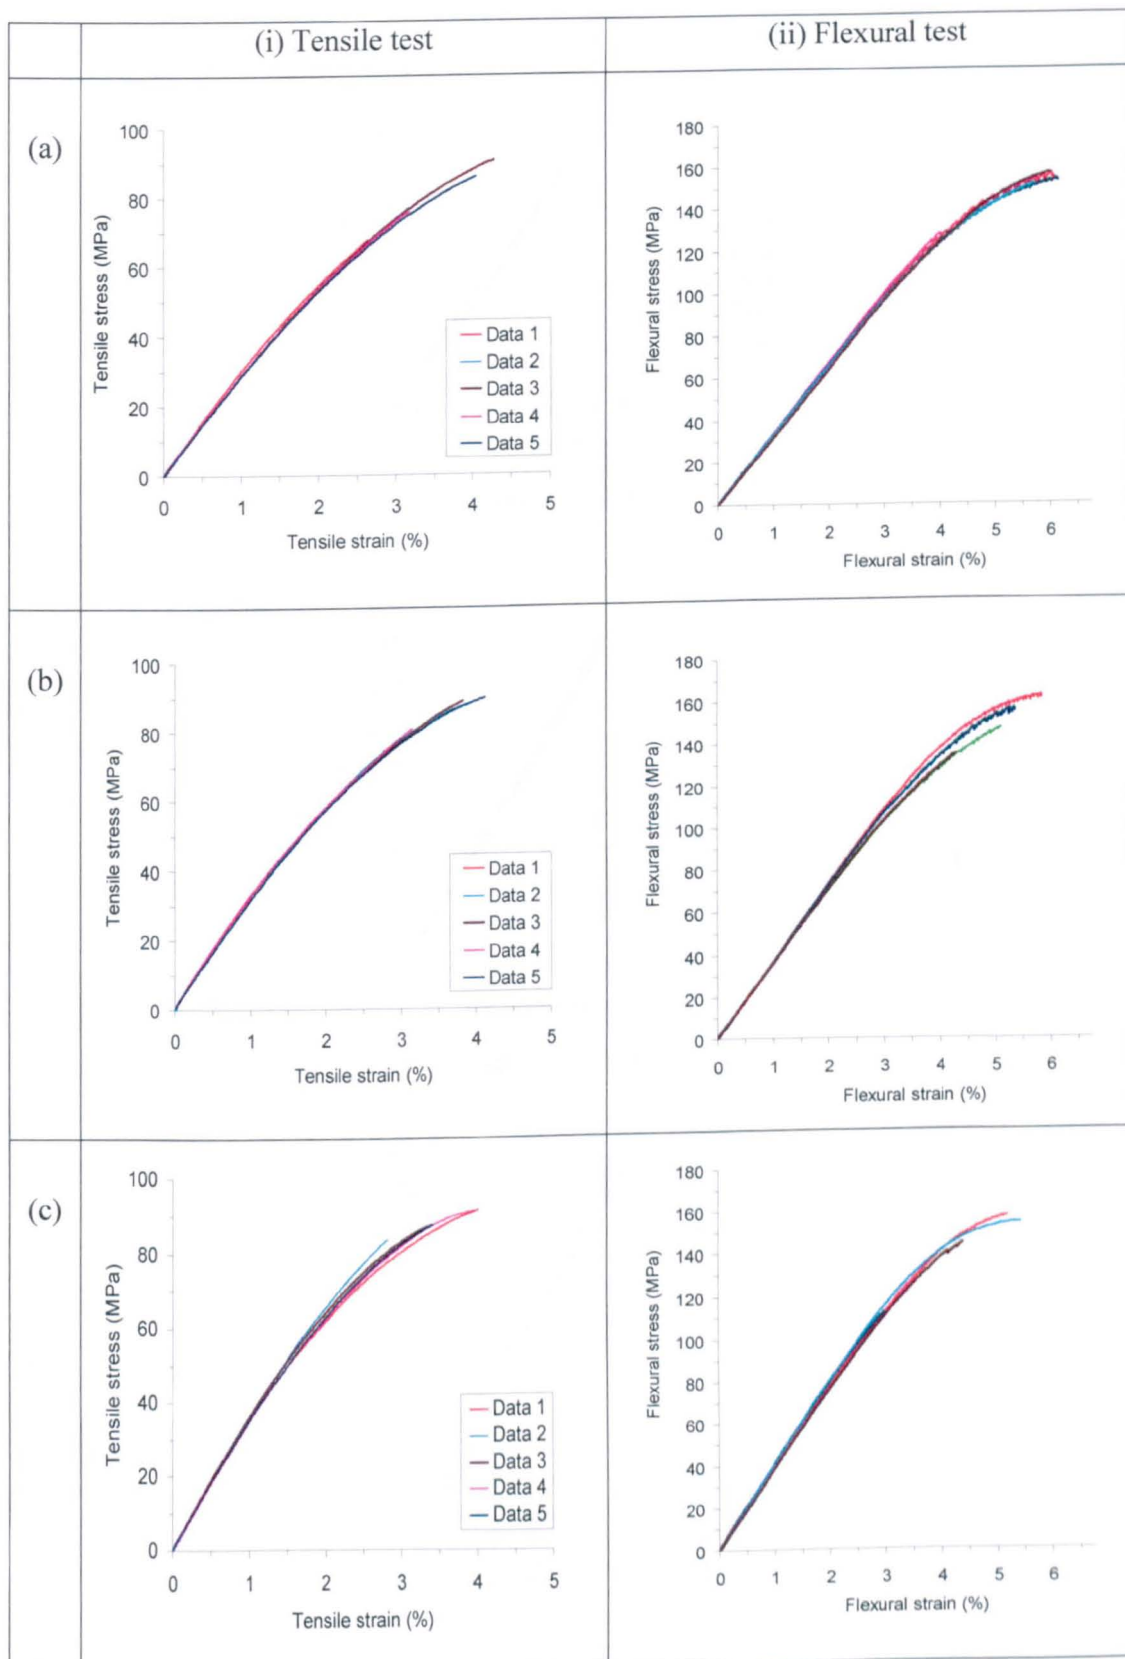 (i) Tensile test
(ii) Flexural test
(a)
Tensile stress (MPa)
100
80
60
40
20
0
0 1 2 3 4 5
Tensile strain (%)
Data 1
Data 2
Data 3
Data 4
Data 5
Flexural stress (MPa)
180
160
140
120
100
80
60
40
20
0
0 1 2 3 4 5 6
Flexural strain (%)
(b)
Tensile stress (MPa)
100
80
60
40
20
0
0 1 2 3 4 5
Tensile strain (%)
Data 1
Data 2
Data 3
Data 4
Data 5
Flexural stress (MPa)
180
160
140
120
100
80
60
40
20
0
0 1 2 3 4 5 6
Flexural strain (%)
(c)
Tensile stress (MPa)
100
80
60
40
20
0
0 1 2 3 4 5
Tensile strain (%)
Data 1
Data 2
Data 3
Data 4
Data 5
Flexural stress (MPa)
180
160
140
120
100
80
60
40
20
0
0 1 2 3 4 5 6
Flexural strain (%)